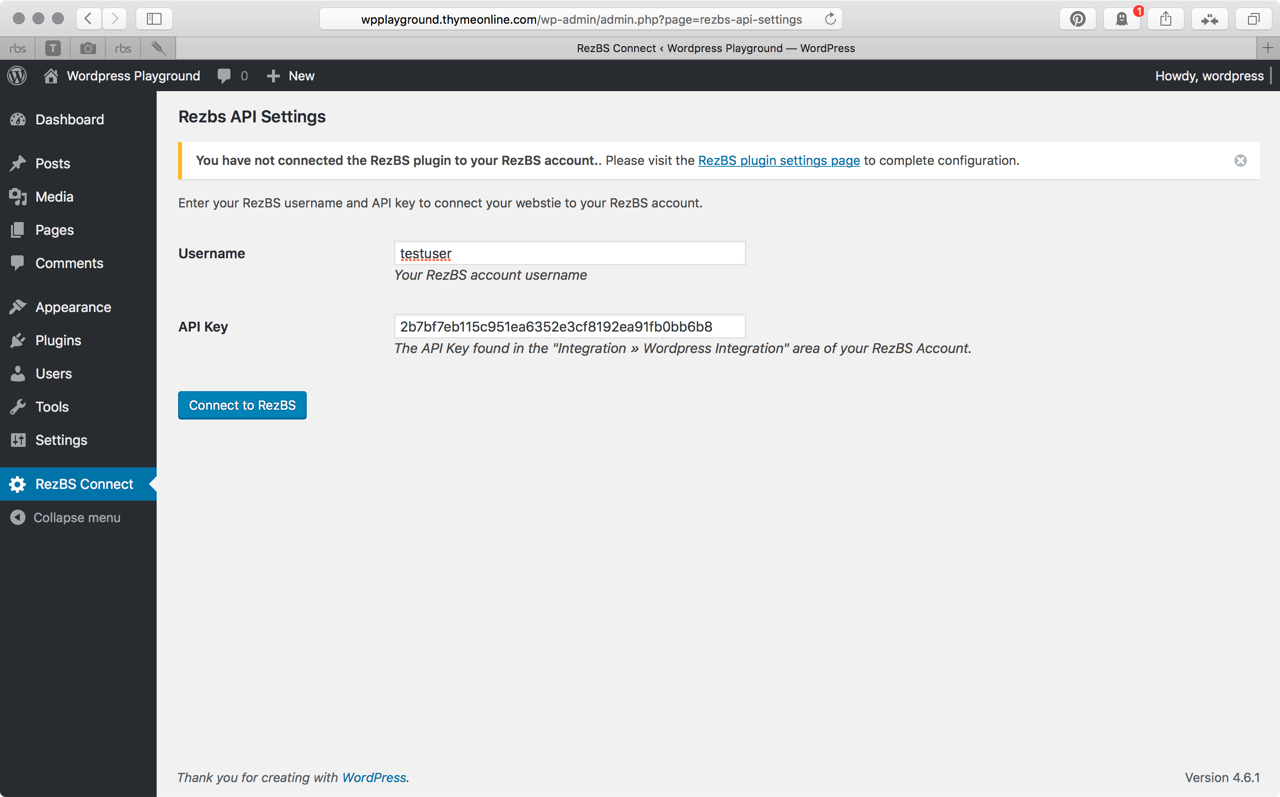 wpplayground.thymeonline.com/wp-admin/admin.php?page=rezbs-api-settings
1
rbs T rbs RezBS Connect ‹ Wordpress Playground — WordPress
Wordpress Playground 0 New Howdy, wordpress
Dashboard
Posts
Media
Pages
Comments
Appearance
Plugins
Users
Tools
Settings
RezBS Connect
Collapse menu
Rezbs API Settings
You have not connected the RezBS plugin to your RezBS account.. Please visit the RezBS plugin settings page to complete configuration.
Enter your RezBS username and API key to connect your webstie to your RezBS account.
Username testuser
Your RezBS account username
API Key 2b7bf7eb115c951ea6352e3cf8192ea91fb0bb6b8
The API Key found in the "Integration » Wordpress Integration" area of your RezBS Account.
Connect to RezBS
Thank you for creating with WordPress. Version 4.6.1